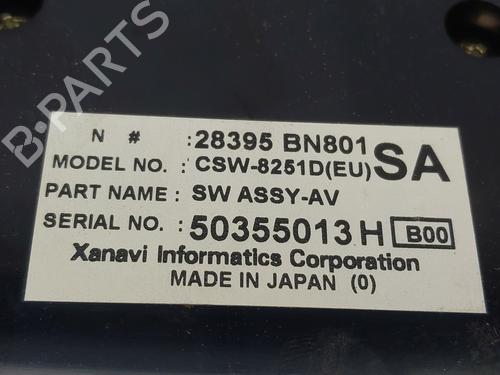 N # : 28395 BN801 SA
MODEL NO. : CSW-8251D(EU)
PART NAME : SW ASSY-AV
SERIAL NO. : 50355013 H B00
Xanavi Informatics Corporation
MADE IN JAPAN (0)
B-PARTS